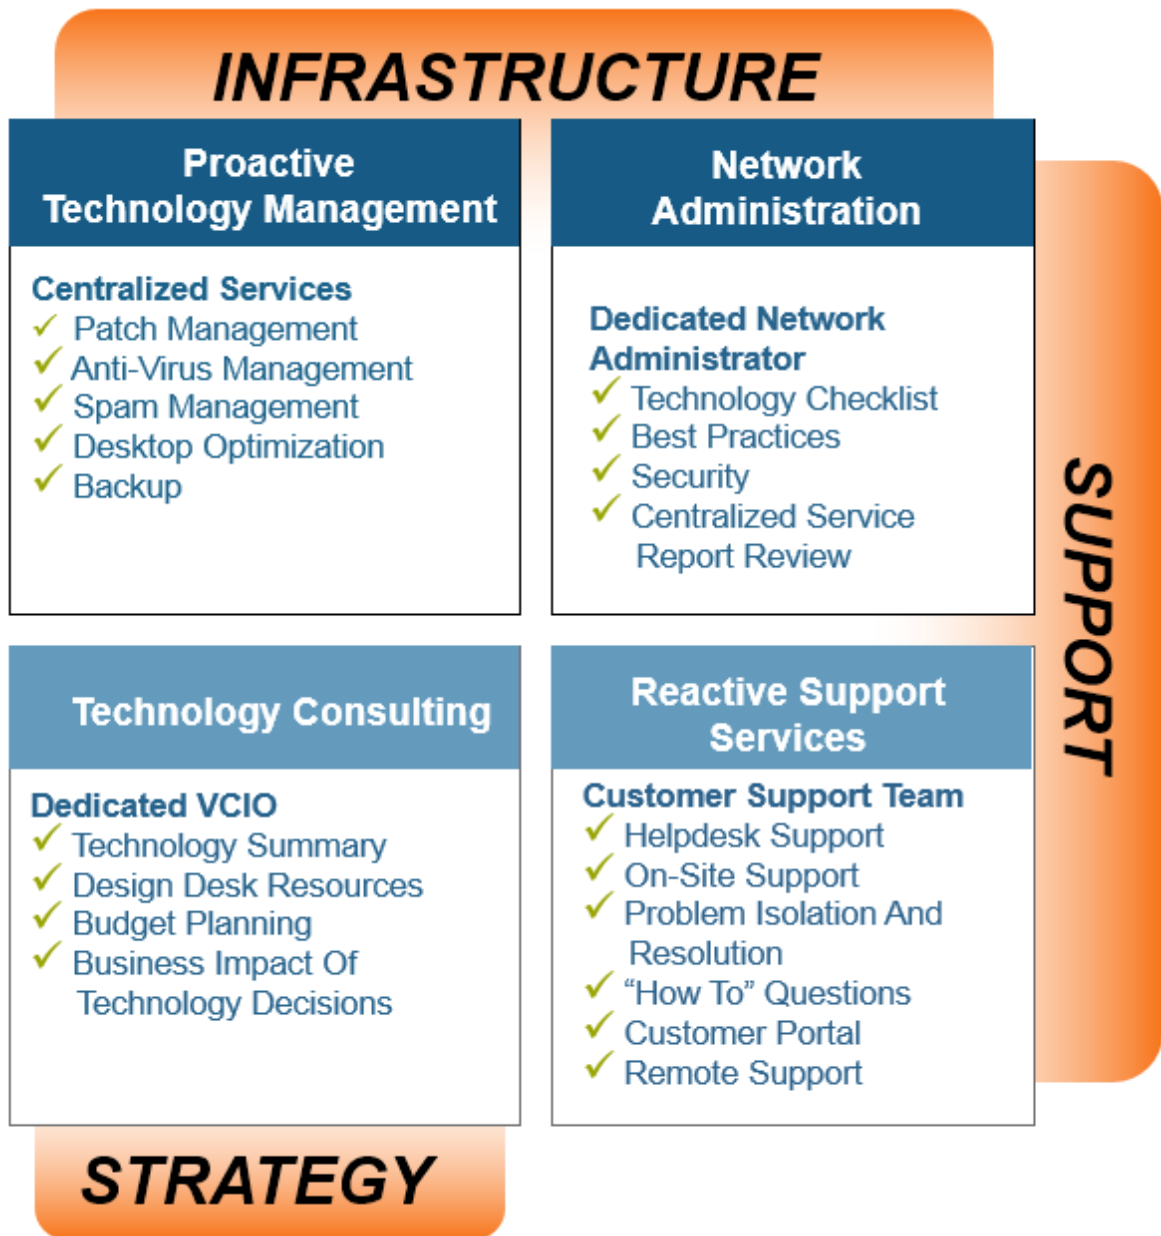 INFRASTRUCTURE
Proactive
Technology Management
Centralized Services
Patch Management
Anti-Virus Management
Spam Management
Desktop Optimization
Backup
Network
Administration
Dedicated Network
Administrator
Technology Checklist
Best Practices
Security
Centralized Service
Report Review
SUPPORT
Technology Consulting
Dedicated VCIO
Technology Summary
Design Desk Resources
Budget Planning
Business Impact Of
Technology Decisions
Reactive Support
Services
Customer Support Team
Helpdesk Support
On-Site Support
Problem Isolation And
Resolution
“How To” Questions
Customer Portal
Remote Support
STRATEGY